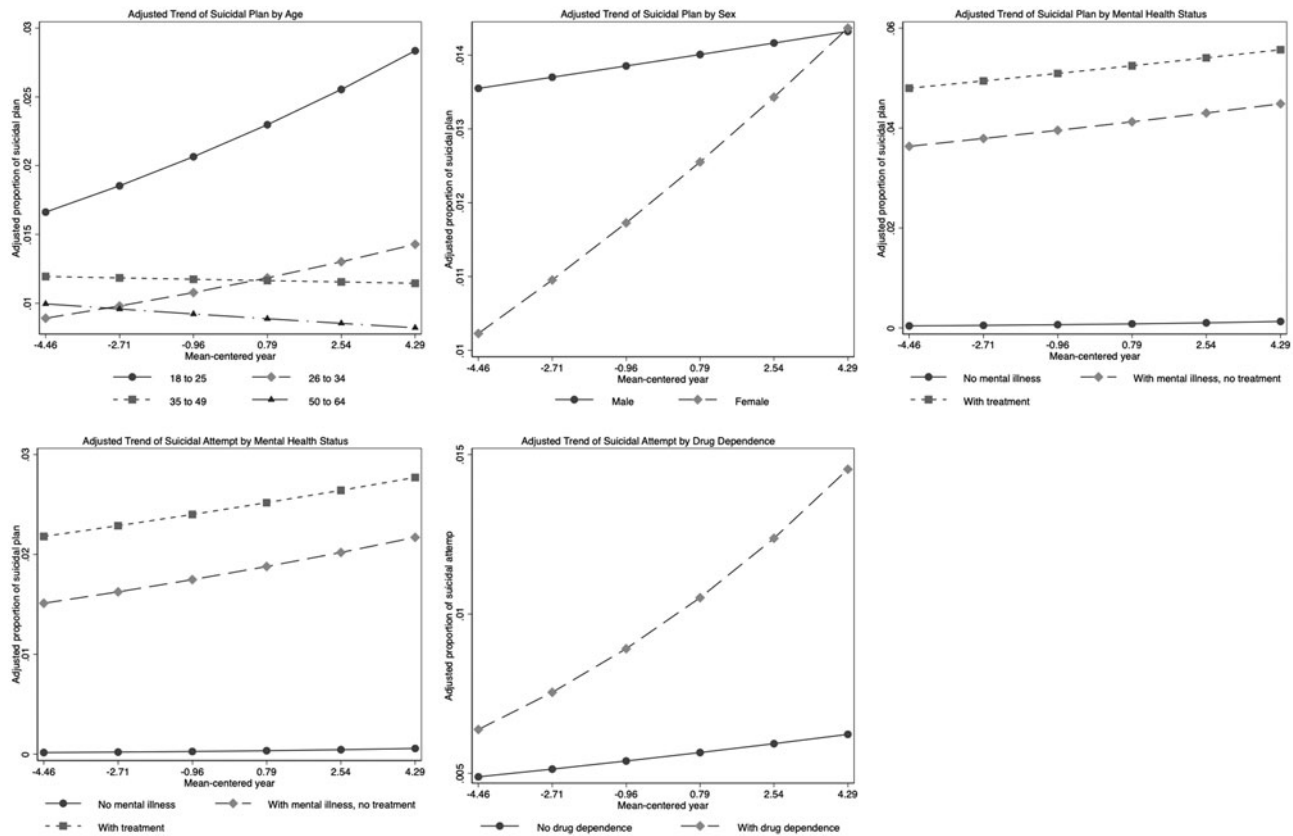 Adjusted Trend of Suicidal Plan by Age
Adjusted proportion of suicidal plan
.03
.025
.02
.015
.01
-4.46 -2.71 -0.96 0.79 2.54 4.29
Mean-centered year
18 to 25 26 to 34
35 to 49 50 to 64
Adjusted Trend of Suicidal Plan by Sex
Adjusted proportion of suicidal plan
.014
.013
.012
.011
.01
-4.46 -2.71 -0.96 0.79 2.54 4.29
Mean-centered year
Male Female
Adjusted Trend of Suicidal Plan by Mental Health Status
Adjusted proportion of suicidal plan
.06
.04
.02
0
-4.46 -2.71 -0.96 0.79 2.54 4.29
Mean-centered year
No mental illness With mental illness, no treatment
With treatment
Adjusted Trend of Suicidal Attempt by Mental Health Status
Adjusted proportion of suicidal plan
.03
.02
.01
0
-4.46 -2.71 -0.96 0.79 2.54 4.29
Mean-centered year
No mental illness With mental illness, no treatment
With treatment
Adjusted Trend of Suicidal Attempt by Drug Dependence
Adjusted proportion of suicidal attemp
.015
.01
.005
-4.46 -2.71 -0.96 0.79 2.54 4.29
Mean-centered year
No drug dependence With drug dependence